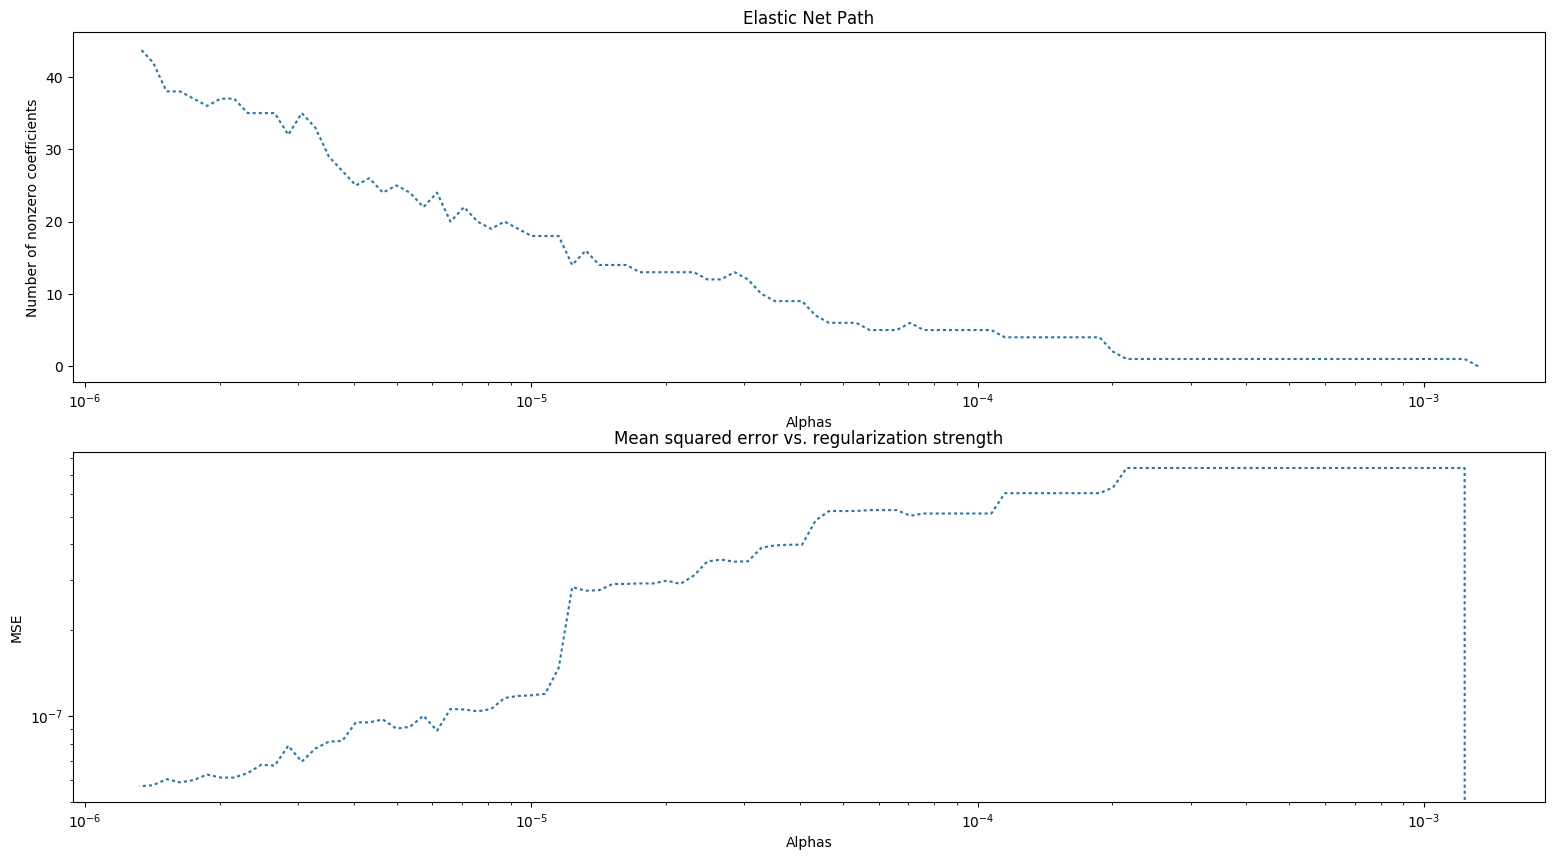 Elastic Net Path
Number of nonzero coefficients
40
30
20
10
0
10⁻⁶
10⁻⁵
10⁻⁴
10⁻³
Alphas
Mean squared error vs. regularization strength
MSE
10⁻⁷
10⁻⁶
10⁻⁵
10⁻⁴
10⁻³
Alphas